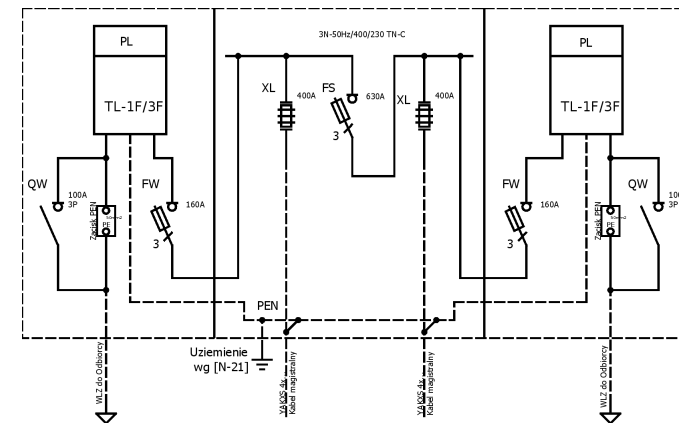 PL
TL-1F/3F
QW
100A
3P
Zacisk PEN
PE
FW
160A
3
WLZ do Odbiorcy
3N-50Hz/400/230 TN-C
XL
400A
FS
630A
3
XL
400A
PEN
Uziemienie
wg [N-21]
YAKXS 4x
Kabel magistralny
YAKXS 4x
Kabel magistralny
PL
TL-1F/3F
FW
160A
3
Zacisk PEN
PE
QW
3P
WLZ do Odbiorcy